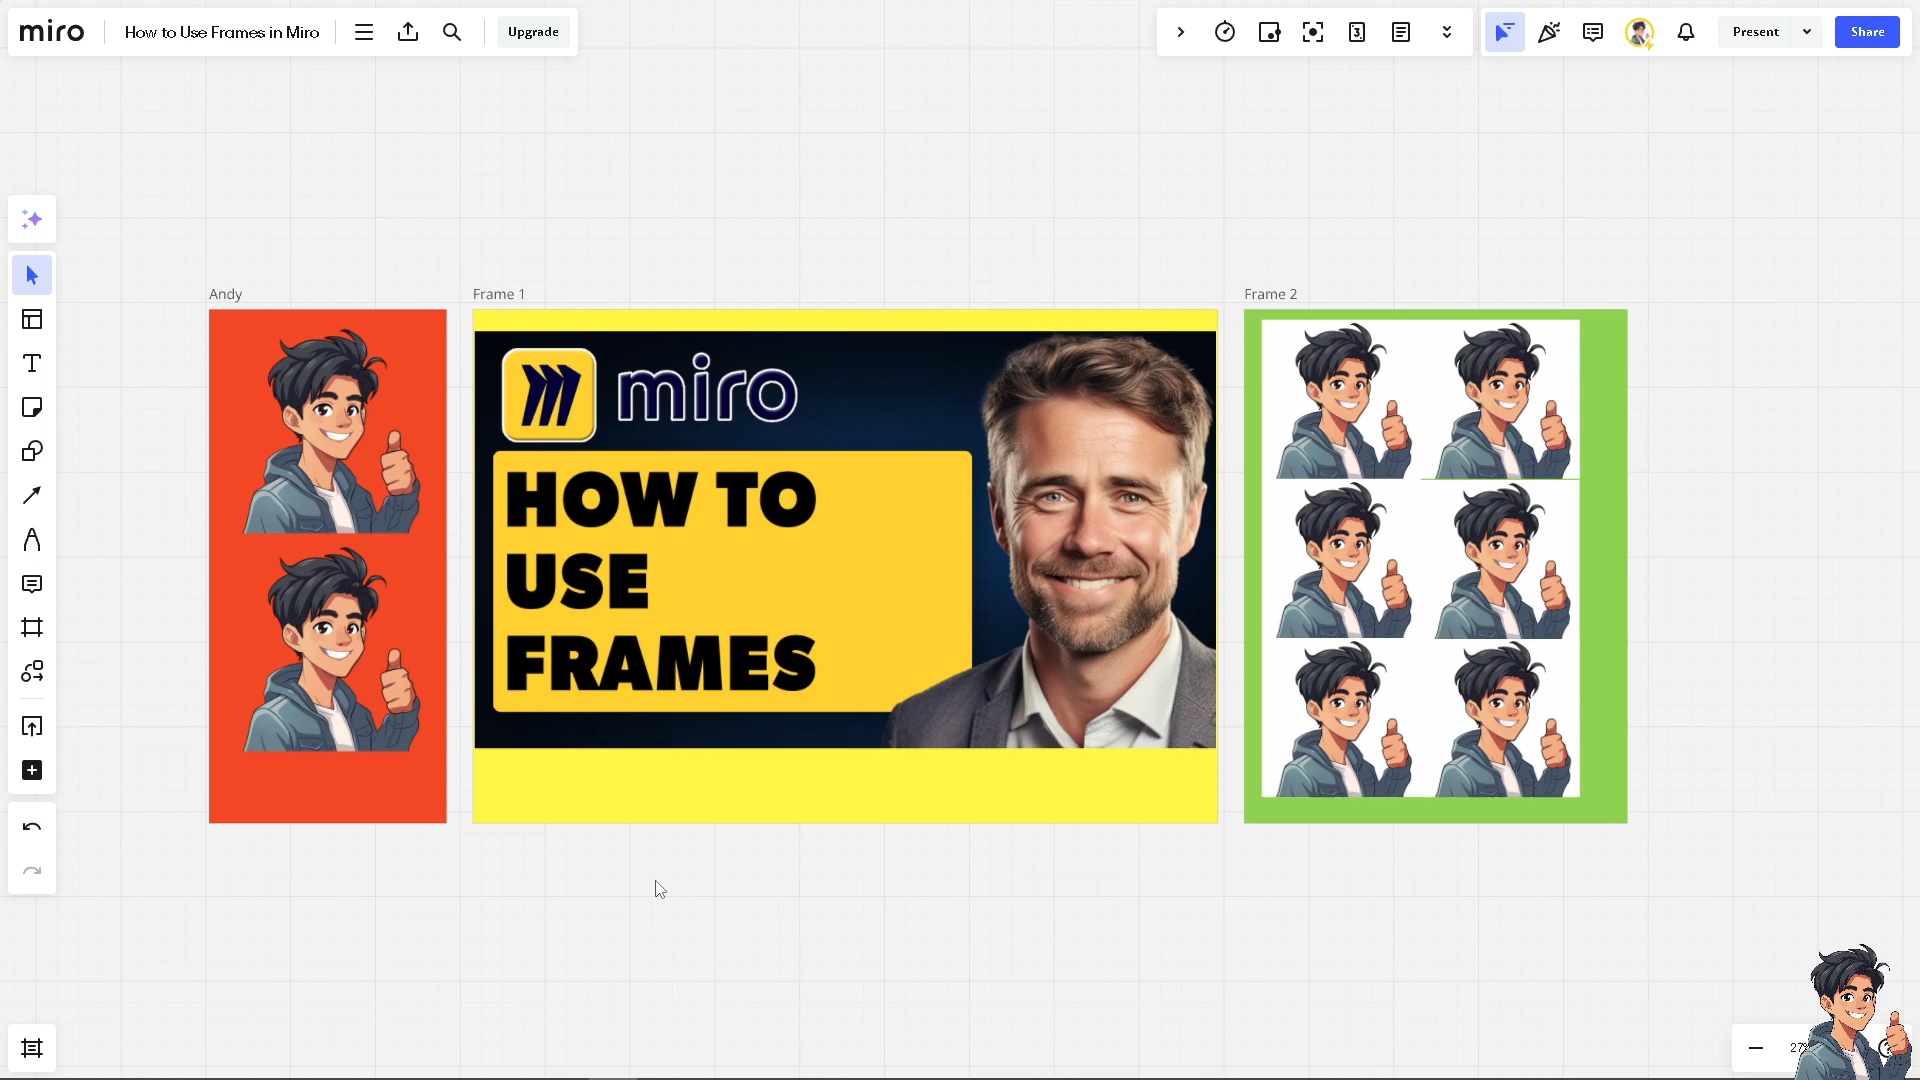 miro
How to Use Frames in Miro
Upgrade
3
Present
Share
Andy
Frame 1
Frame 2
miro
HOW TO
USE
FRAMES